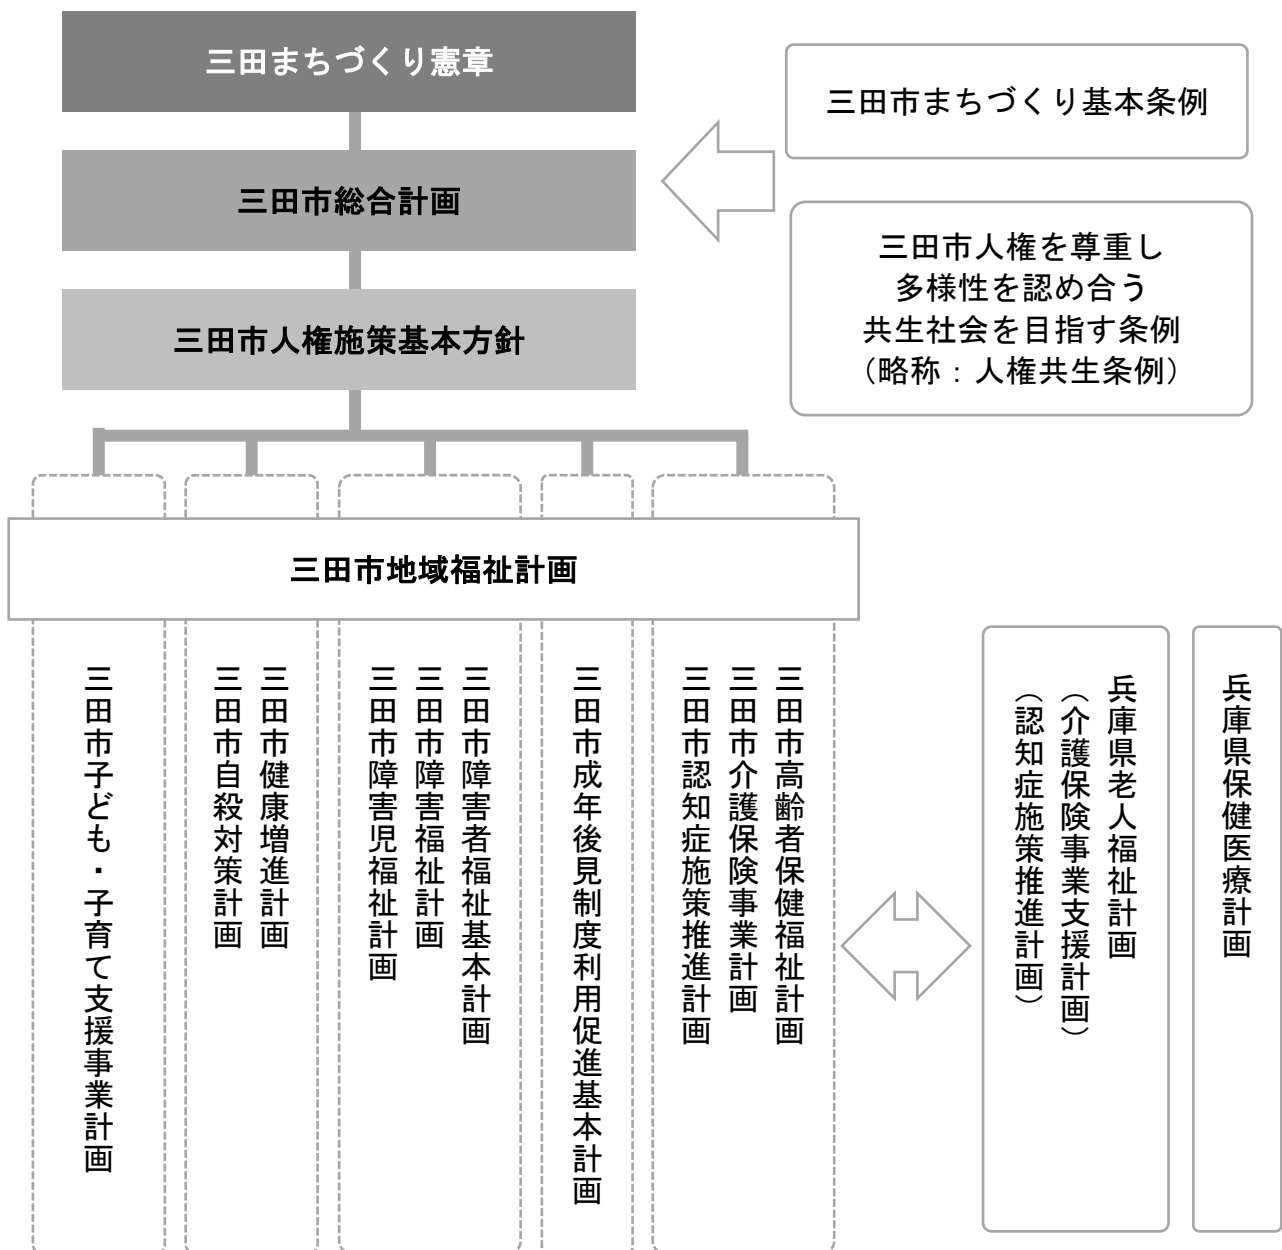 三田まちづくり憲章
三田市まちづくり基本条例
三田市総合計画
三田市人権を尊重し
多様性を認め合う
共生社会を目指す条例
（略称：人権共生条例）
三田市人権施策基本方針
三田市地域福祉計画
三田市子ども・子育て支援事業計画
三田市健康増進計画
三田市自殺対策計画
三田市障害者福祉基本計画
三田市障害福祉計画
三田市障害児福祉計画
三田市成年後見制度利用促進基本計画
三田市高齢者保健福祉計画
三田市介護保険事業計画
三田市認知症施策推進計画
兵庫県老人福祉計画
（介護保険事業支援計画）
（認知症施策推進計画）
兵庫県保健医療計画